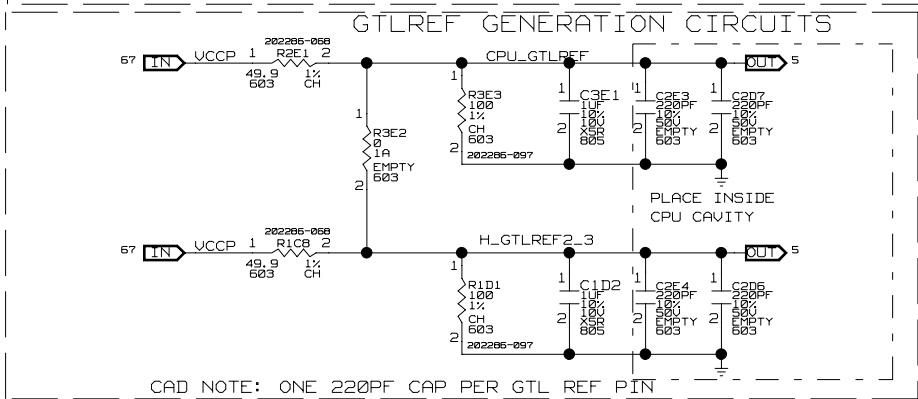 GTLREF GENERATION CIRCUITS
67 IN VCCP 1 202286-068 2
R2E1
49.9 1%
603 CH
CPU_GTLREF
OUT 5
1
R3E3
100
1%
CH
603
2
202286-097
1
C3E1
1UF
10%
10V
X5R
805
2
1
C2E3
220PF
10%
50V
EMPTY
603
2
1
C2D7
220PF
10%
50V
EMPTY
603
2
1
R3E2
0
1A
EMPTY
603
2
PLACE INSIDE
CPU CAVITY
67 IN VCCP 1 202286-068 2
R1C8
49.9 1%
603 CH
H_GTLREF2_3
OUT 5
1
R1D1
100
1%
CH
603
2
202286-097
1
C1D2
1UF
10%
10V
X5R
805
2
1
C2E4
220PF
10%
50V
EMPTY
603
2
1
C2D6
220PF
10%
50V
EMPTY
603
2
CAD NOTE: ONE 220PF CAP PER GTL REF PIN